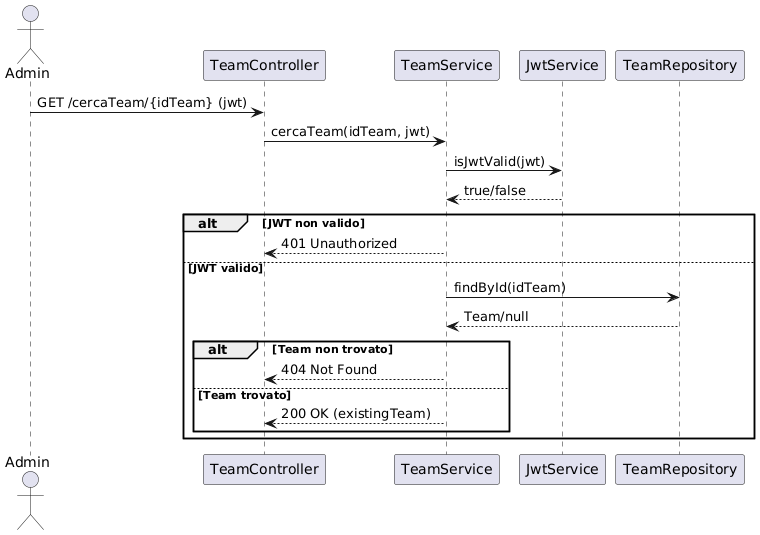 Admin
TeamController
TeamService
JwtService
TeamRepository
GET /cercaTeam/{idTeam} (jwt)
cercaTeam(idTeam, jwt)
isJwtValid(jwt)
true/false
alt [JWT non valido]
401 Unauthorized
[JWT valido]
findById(idTeam)
Team/null
alt [Team non trovato]
404 Not Found
[Team trovato]
200 OK (existingTeam)
Admin
TeamController
TeamService
JwtService
TeamRepository